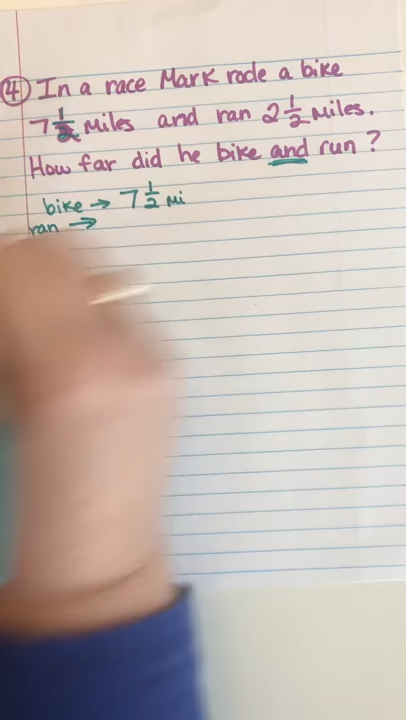 ④ In a race Mark rode a bike
7 1/2 Miles and ran 2 1/2 Miles.
How far did he bike and run ?
bike → 7 1/2 mi
ran →